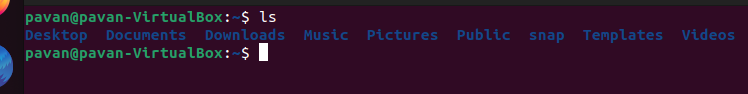 pavan@pavan-VirtualBox:~$ ls
Desktop  Documents  Downloads  Music  Pictures  Public  snap  Templates  Videos
pavan@pavan-VirtualBox:~$